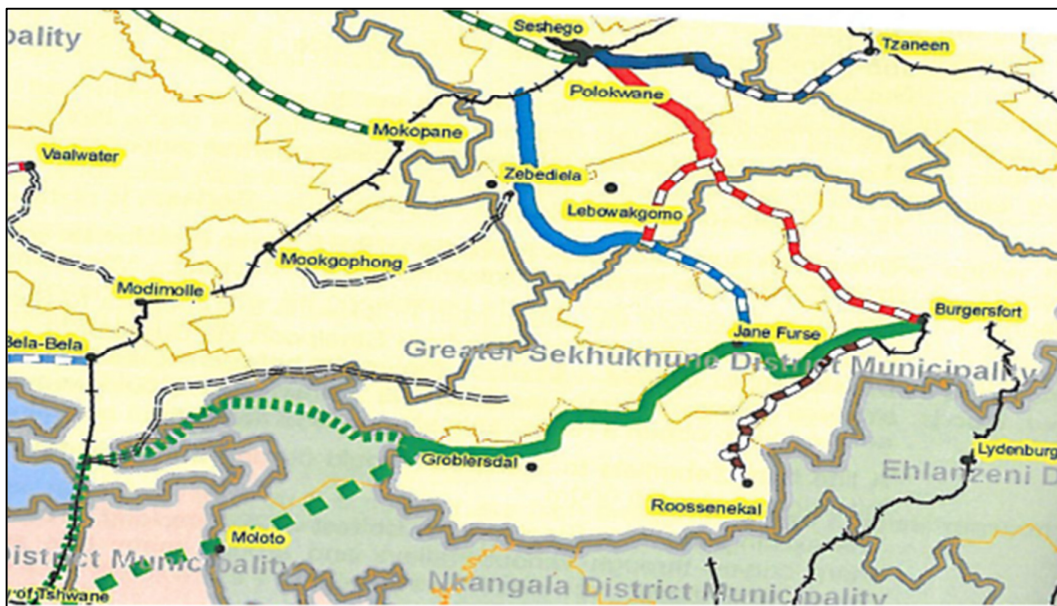 Seshego
pality
Tzaneen
Polokwane
Mokopane
Vaalwater
Zebediela
Lebowakgomo
Mookgophong
Modimolle
Burgersfort
Bela-Bela
Jane Furse
Greater Sekhukhune District Municipality
Groblersdal
Lydenburg
Ehlanzeni D
Roossenekal
Moloto
District Municipality
Nkangala District Municipality
y of Tshwane